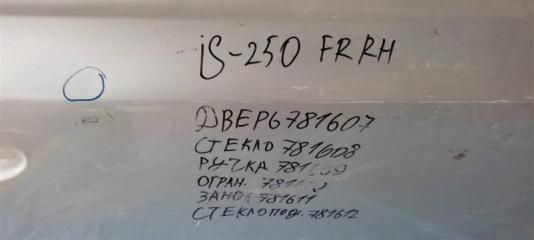 iS-250 FRRH
ДВЕРЬ 781607
СТЕКЛО 781608
РУЧКА
ОГРАН.
ЗАМОК 781611
СТЕКЛОПОД. 781612